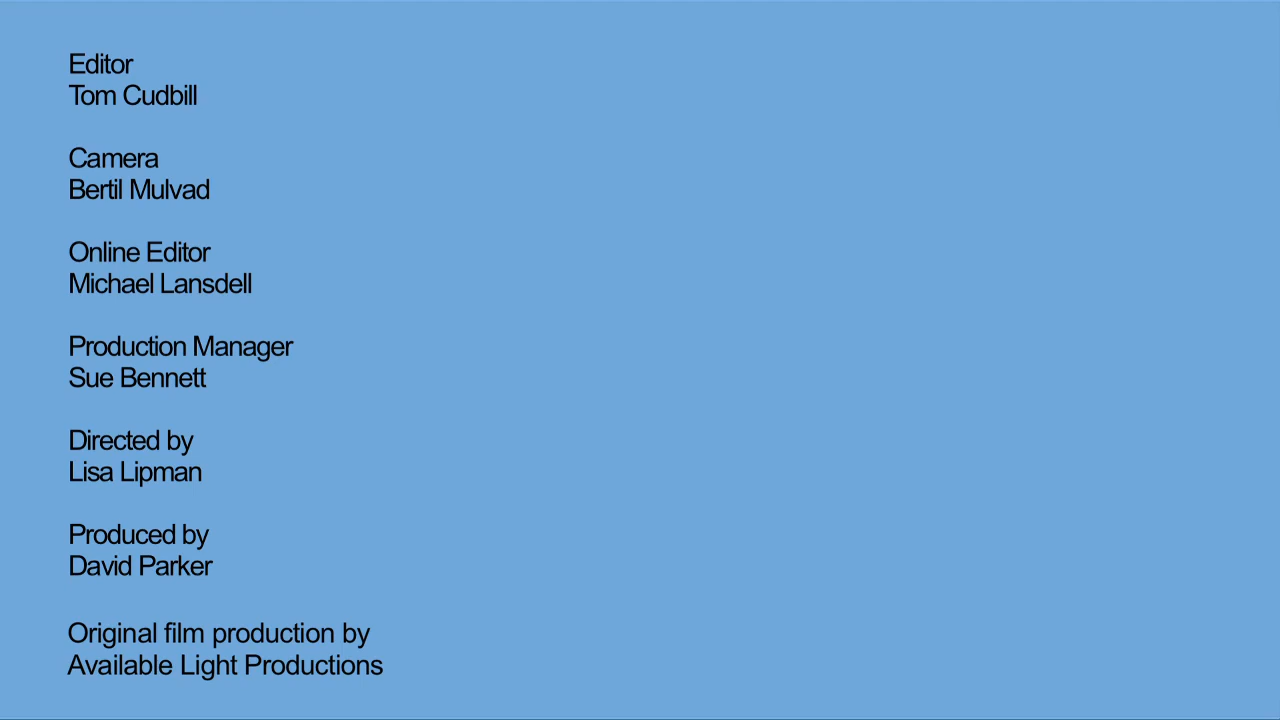 Editor
Tom Cudbill
Camera
Bertil Mulvad
Online Editor
Michael Lansdell
Production Manager
Sue Bennett
Directed by
Lisa Lipman
Produced by
David Parker
Original film production by
Available Light Productions